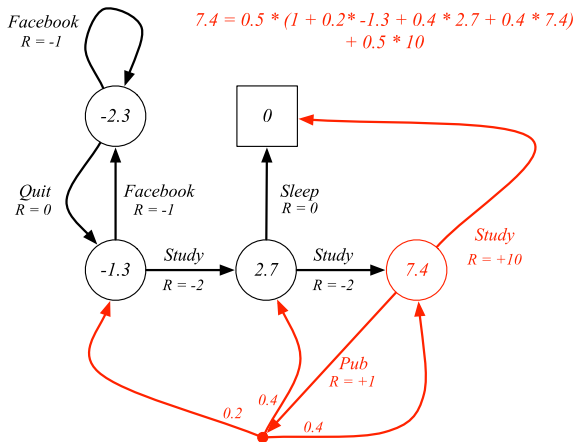 Facebook
R = -1
7.4 = 0.5 * (1 + 0.2* -1.3 + 0.4 * 2.7 + 0.4 * 7.4)
+ 0.5 * 10
-2.3
0
Quit
R = 0
Facebook
R = -1
Sleep
R = 0
Study
R = +10
-1.3
Study
R = -2
2.7
Study
R = -2
7.4
Pub
R = +1
0.2
0.4
0.4